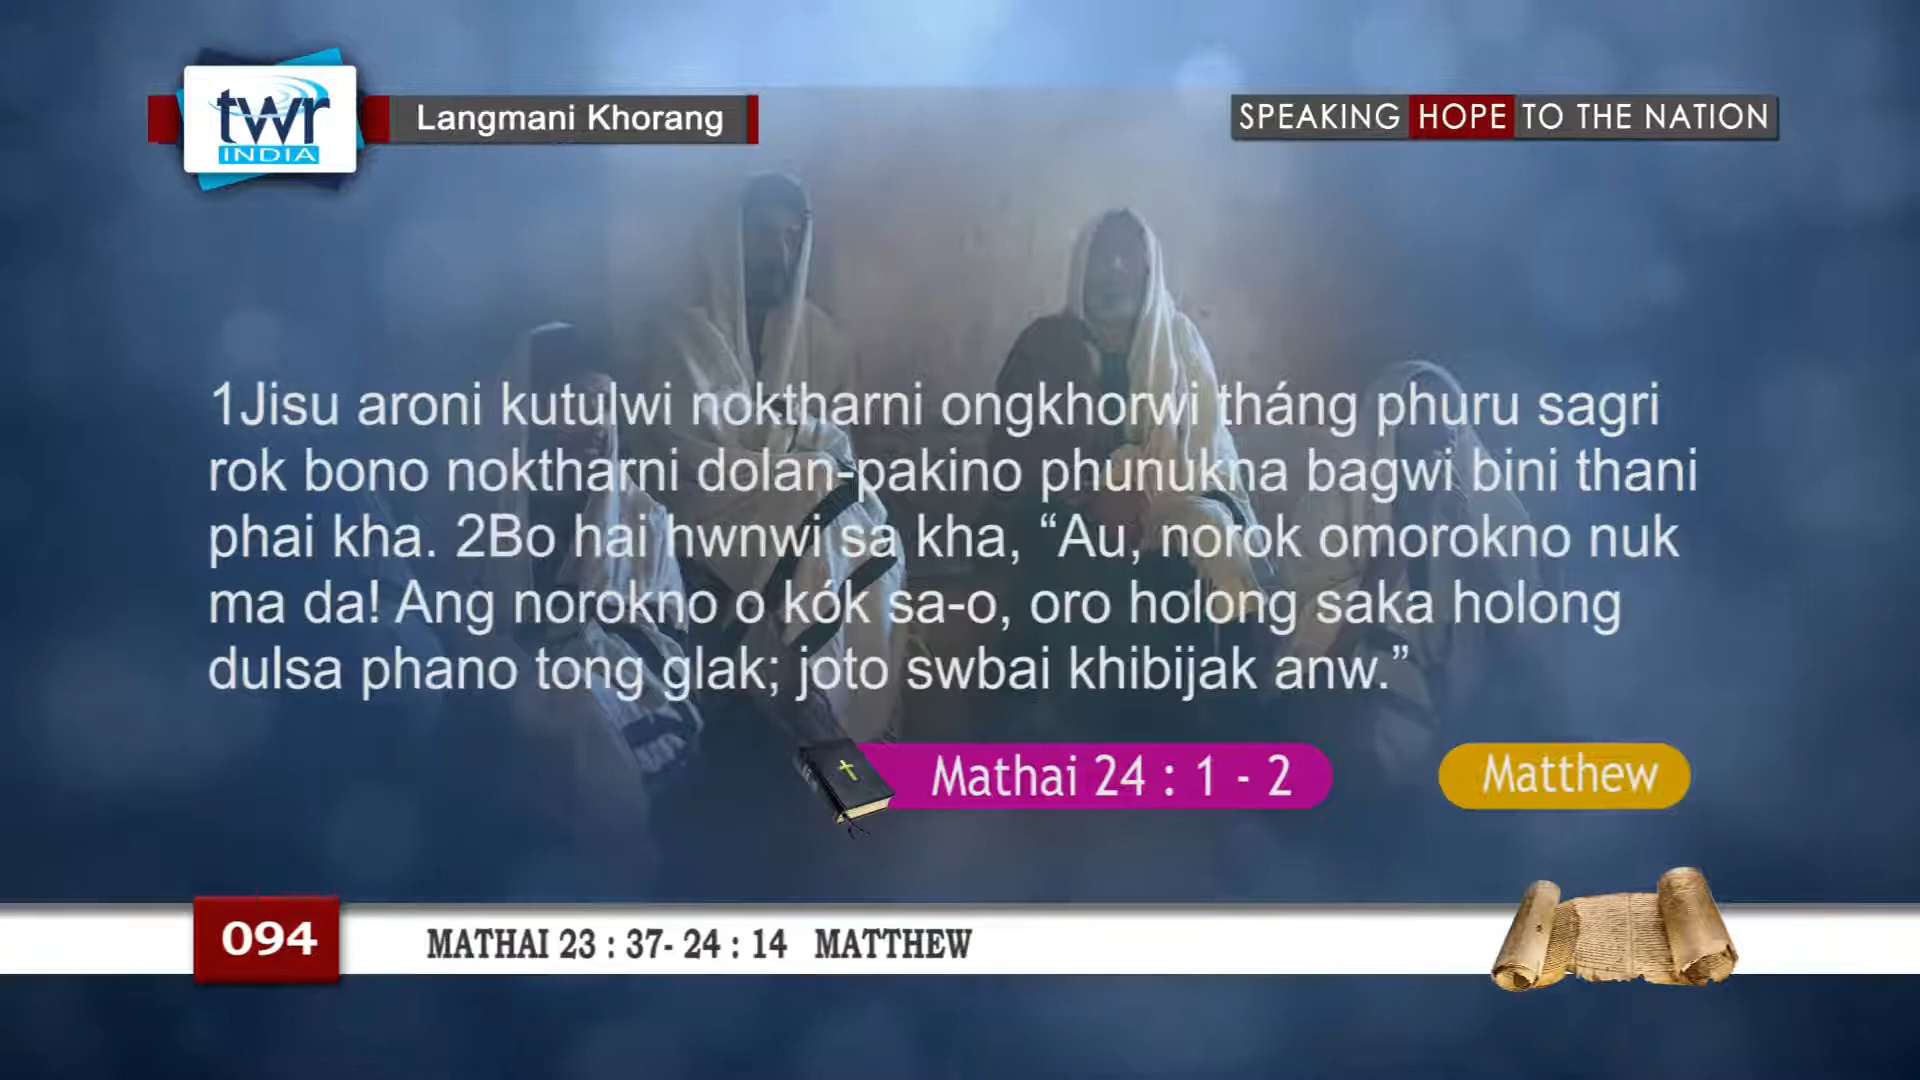 twr
INDIA
Langmani Khorang
SPEAKING HOPE TO THE NATION
1Jisu aroni kutulwi noktharni ongkhorwi tháng phuru sagri
rok bono noktharni dolan-pakino phunukna bagwi bini thani
phai kha. 2Bo hai hwnwi sa kha, “Au, norok omorokno nuk
ma da! Ang norokno o kók sa-o, oro holong saka holong
dulsa phano tong glak; joto swbai khibijak anw.”
Mathai 24 : 1 - 2
Matthew
094
MATHAI 23 : 37- 24 : 14 MATTHEW